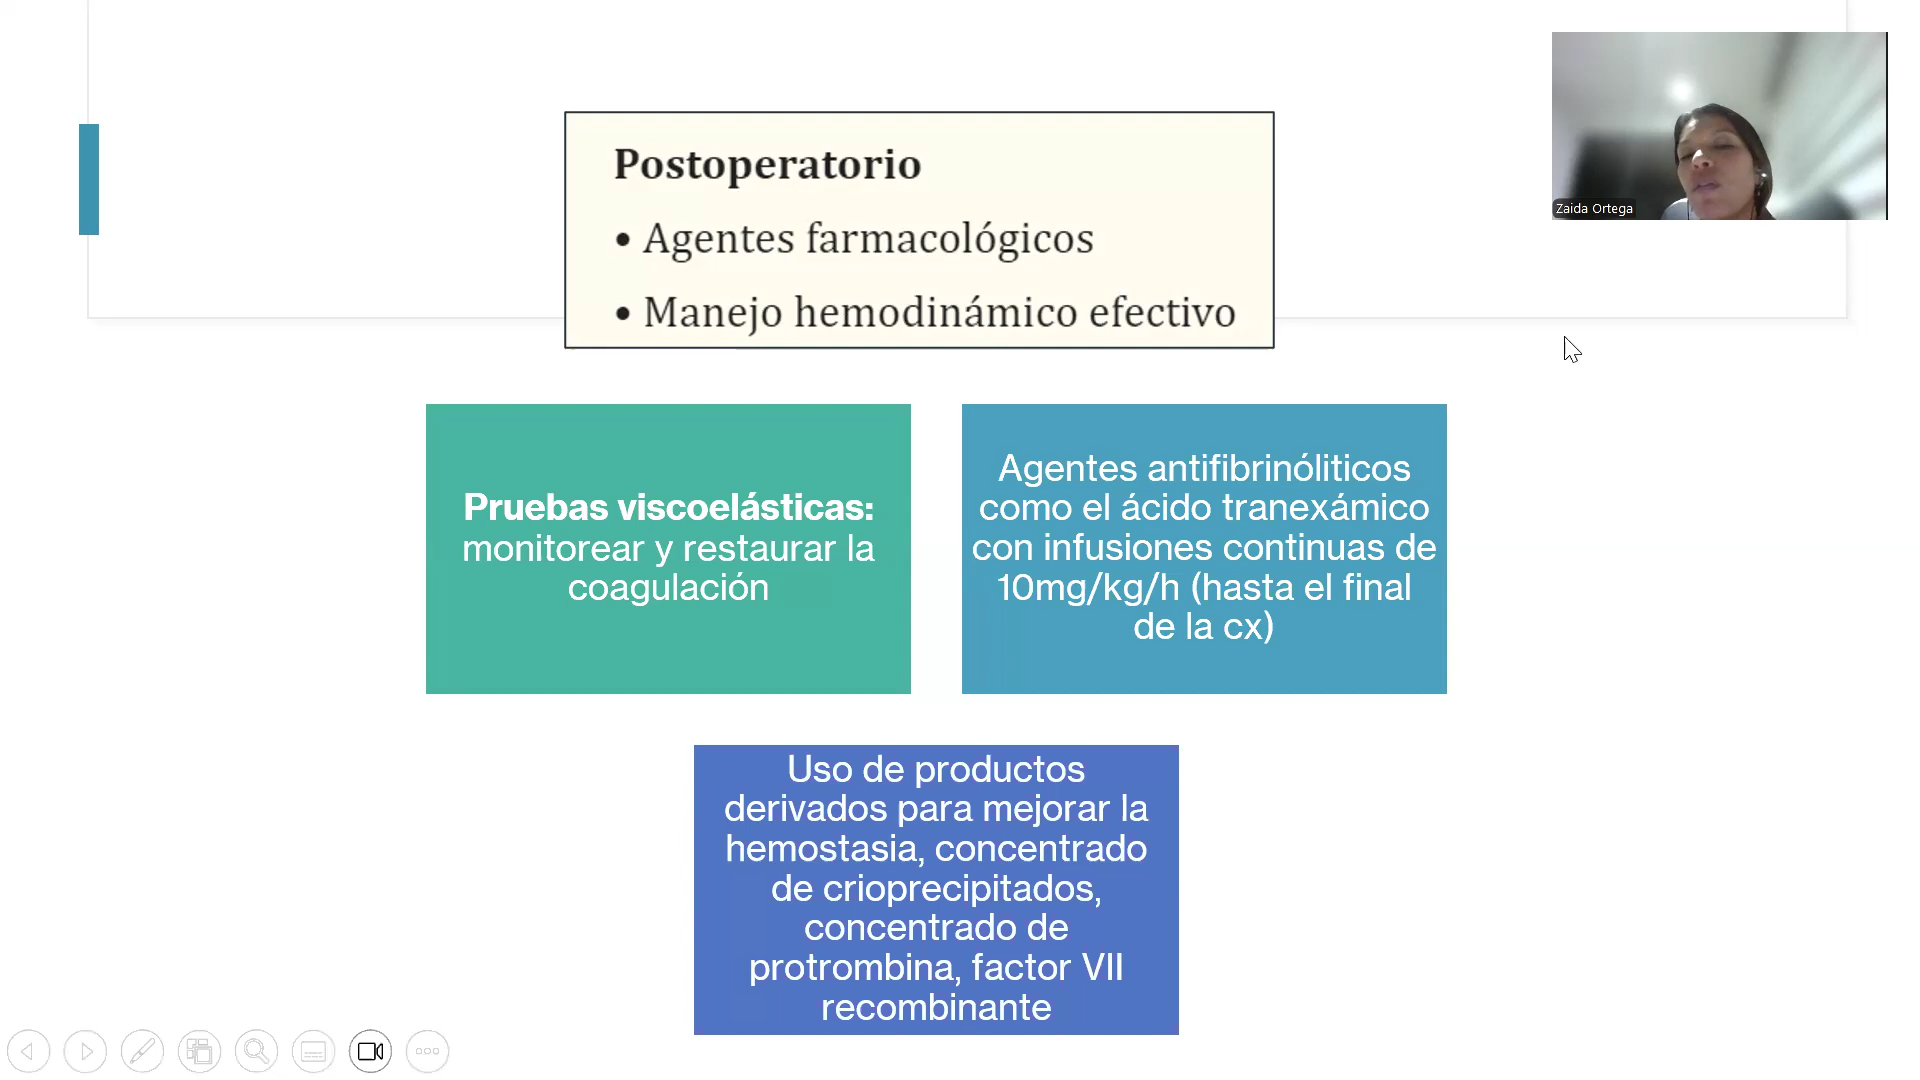 Postoperatorio
• Agentes farmacológicos
• Manejo hemodinámico efectivo
Zaida Ortega
Pruebas viscoelásticas:
monitorear y restaurar la
coagulación
Agentes antifibrinóliticos
como el ácido tranexámico
con infusiones continuas de
10mg/kg/h (hasta el final
de la cx)
Uso de productos
derivados para mejorar la
hemostasia, concentrado
de crioprecipitados,
concentrado de
protrombina, factor VII
recombinante